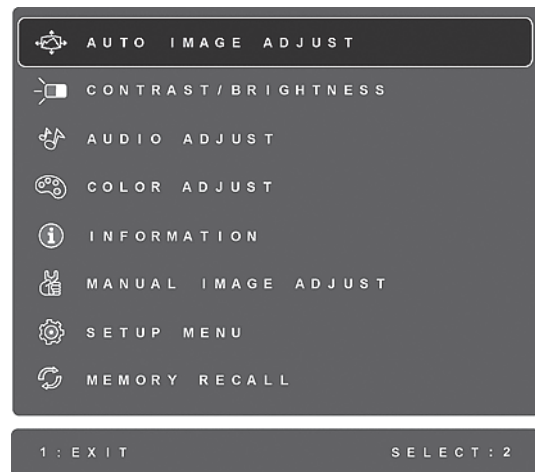 AUTO IMAGE ADJUST
CONTRAST/BRIGHTNESS
AUDIO ADJUST
COLOR ADJUST
INFORMATION
MANUAL IMAGE ADJUST
SETUP MENU
MEMORY RECALL
1:EXIT SELECT:2